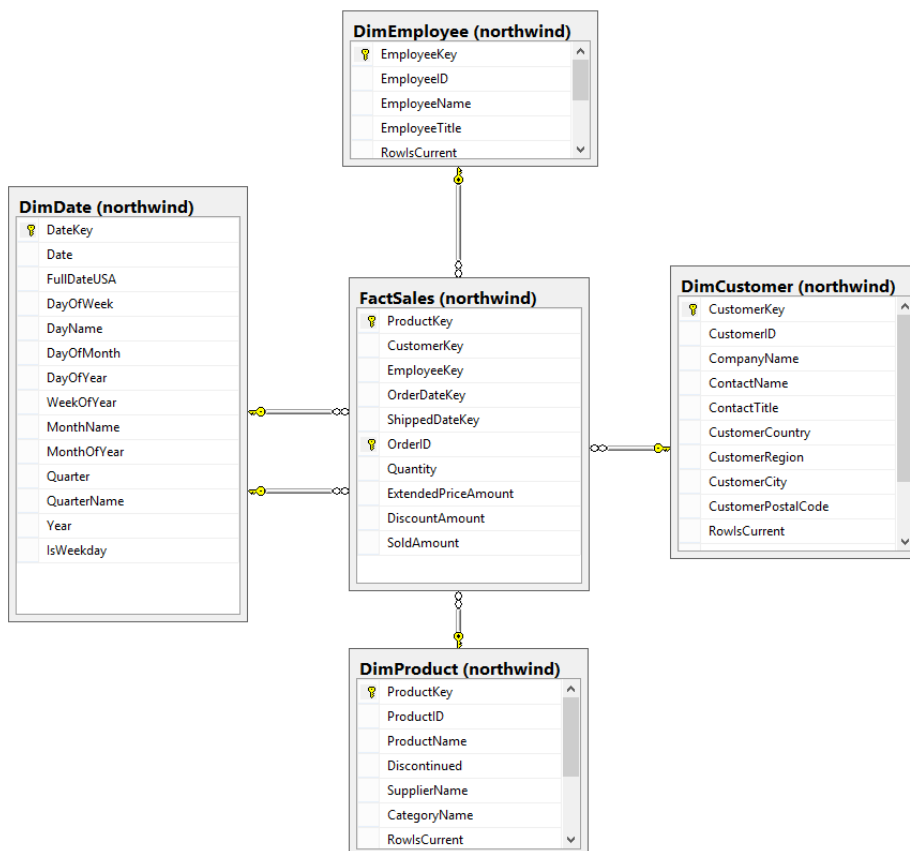 DimEmployee (northwind)
EmployeeKey
EmployeeID
EmployeeName
EmployeeTitle
RowIsCurrent
DimDate (northwind)
DateKey
Date
FullDateUSA
DayOfWeek
DayName
DayOfMonth
DayOfYear
WeekOfYear
MonthName
MonthOfYear
Quarter
QuarterName
Year
IsWeekday
FactSales (northwind)
ProductKey
CustomerKey
EmployeeKey
OrderDateKey
ShippedDateKey
OrderID
Quantity
ExtendedPriceAmount
DiscountAmount
SoldAmount
DimCustomer (northwind)
CustomerKey
CustomerID
CompanyName
ContactName
ContactTitle
CustomerCountry
CustomerRegion
CustomerCity
CustomerPostalCode
RowIsCurrent
DimProduct (northwind)
ProductKey
ProductID
ProductName
Discontinued
SupplierName
CategoryName
RowIsCurrent